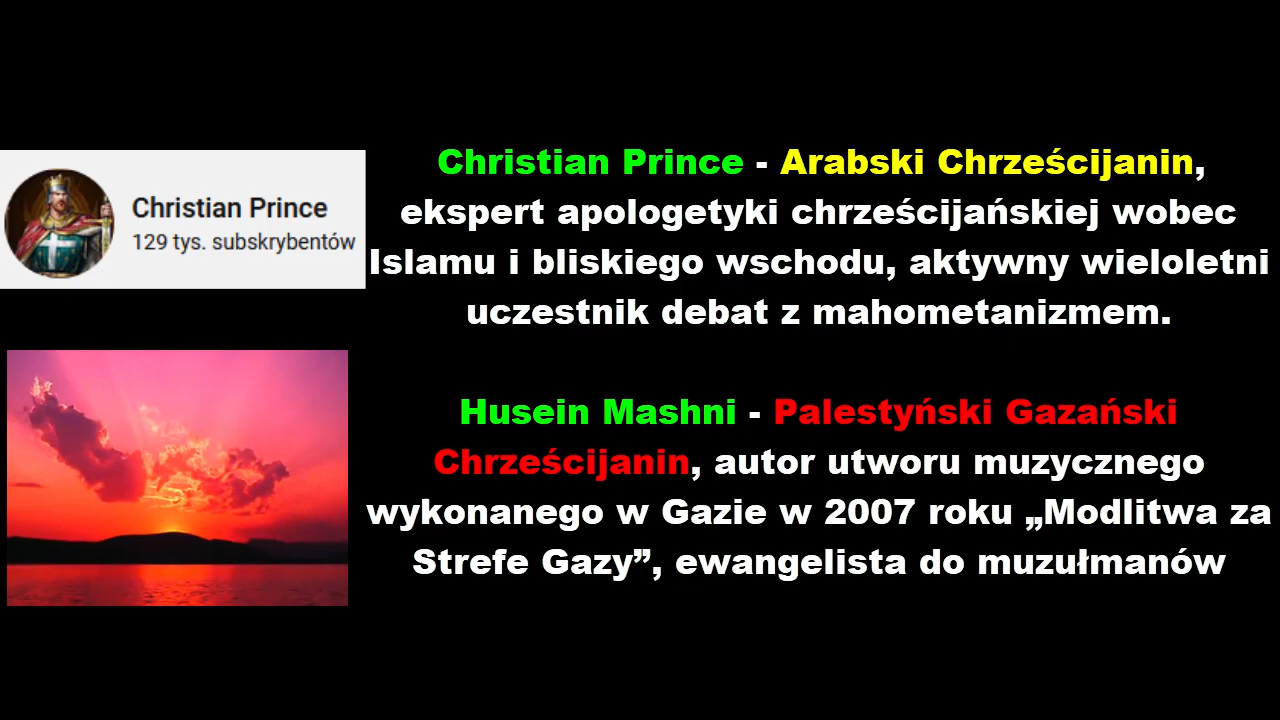 Christian Prince
129 tys. subskrybentów
Christian Prince - Arabski Chrześcijanin,
ekspert apologetyki chrześcijańskiej wobec
Islamu i bliskiego wschodu, aktywny wieloletni
uczestnik debat z mahometanizmem.
Husein Mashni - Palestyński Gazański
Chrześcijanin, autor utworu muzycznego
wykonanego w Gazie w 2007 roku „Modlitwa za
Strefe Gazy”, ewangelista do muzułmanów